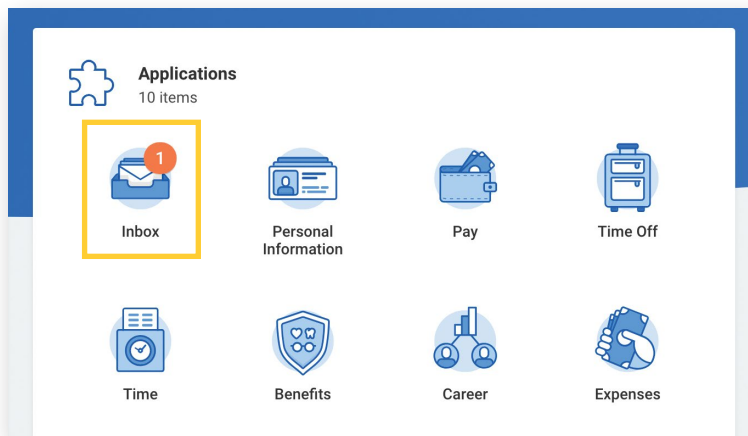 Applications
10 items
1
Inbox
Personal
Information
Pay
Time Off
Time
Benefits
Career
Expenses